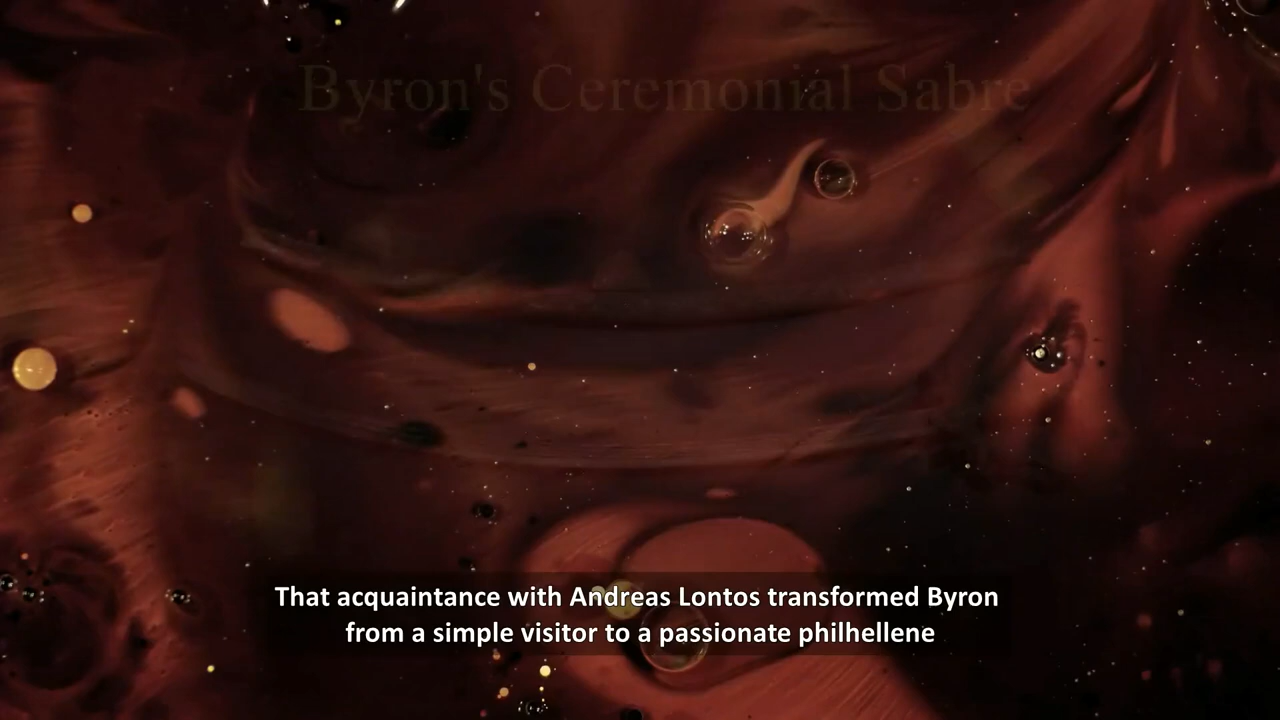 Byron's Ceremonial Sabre
That acquaintance with Andreas Lontos transformed Byron
from a simple visitor to a passionate philhellene